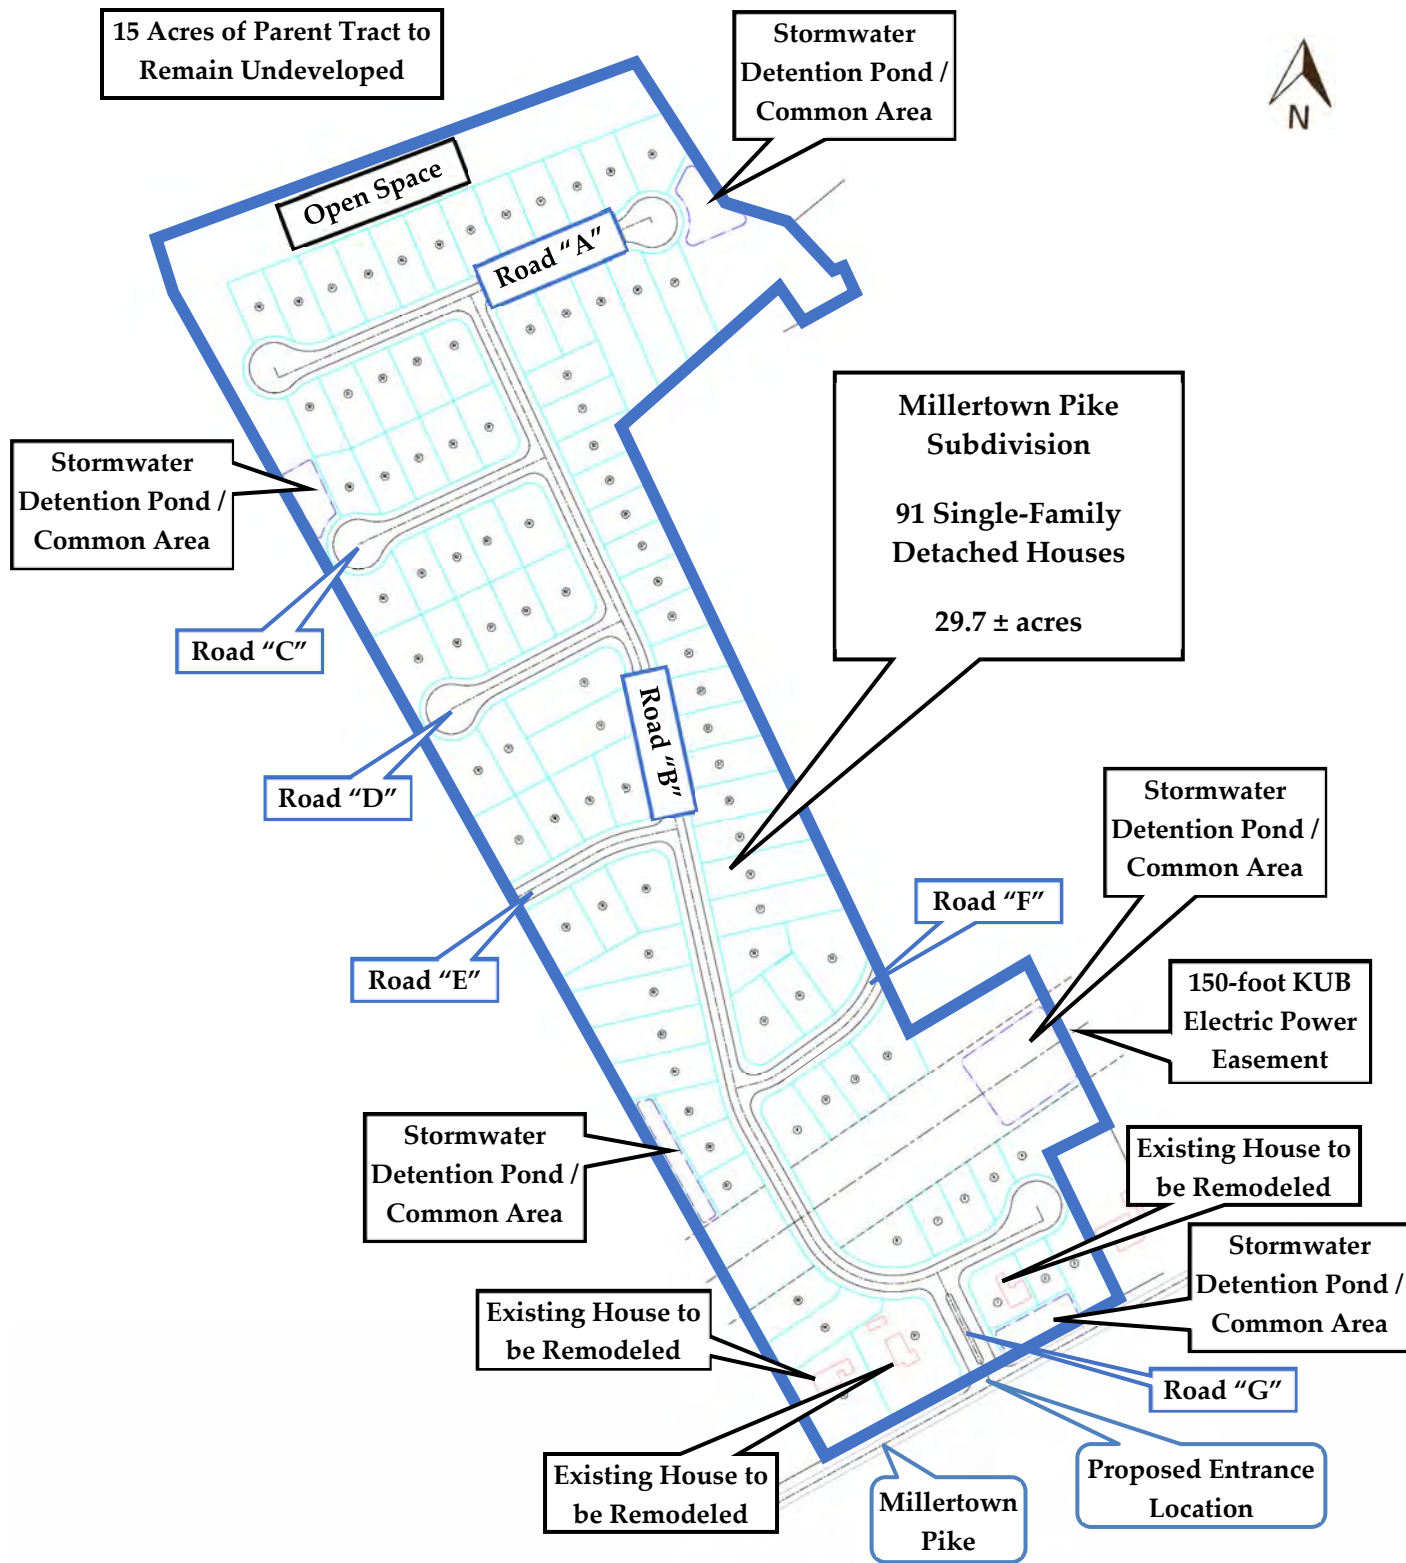 15 Acres of Parent Tract to
Remain Undeveloped
Stormwater
Detention Pond /
Common Area
N
Open Space
Road “A”
Millertown Pike
Subdivision
91 Single-Family
Detached Houses
29.7 ± acres
Stormwater
Detention Pond /
Common Area
Road “C”
Road “B”
Road “D”
Stormwater
Detention Pond /
Common Area
Road “F”
Road “E”
150-foot KUB
Electric Power
Easement
Stormwater
Detention Pond /
Common Area
Existing House to
be Remodeled
Stormwater
Detention Pond /
Common Area
Existing House to
be Remodeled
Road “G”
Existing House to
be Remodeled
Millertown
Pike
Proposed Entrance
Location